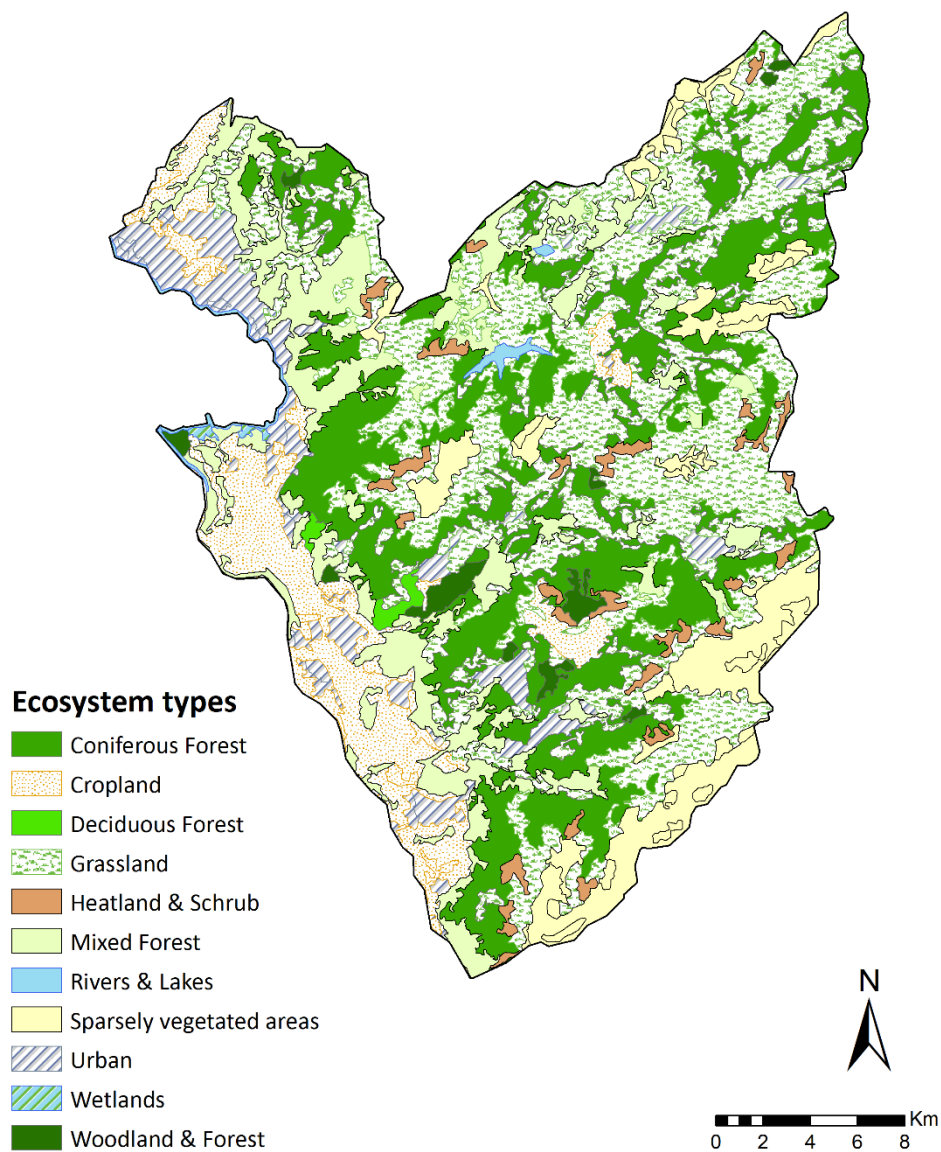 Ecosystem types
Coniferous Forest
Cropland
Deciduous Forest
Grassland
Heatland & Schrub
Mixed Forest
Rivers & Lakes
Sparsely vegetated areas
Urban
Wetlands
Woodland & Forest
N
Km
0 2 4 6 8